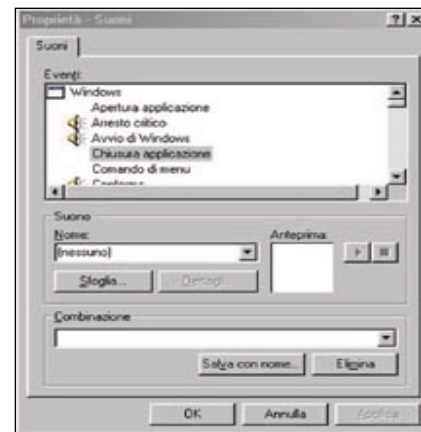 Proprietà - Suoni
Suoni
Eventi:
Windows
Apertura applicazione
Arresto critico
Avvio di Windows
Chiusura applicazione
Comando di menu
Conferma
Suono
Nome:
Anteprima:
(nessuno)
Sfoglia...
Dettagli...
Combinazione
Salva con nome...
Elimina
OK
Annulla
Applica